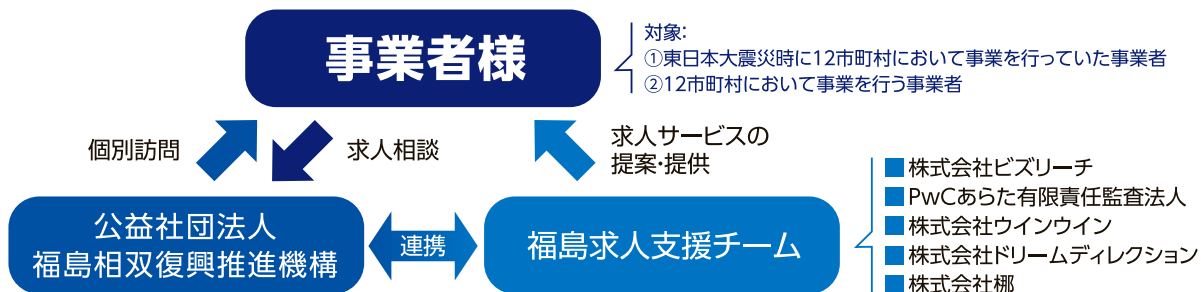 事業者様
対象:
①東日本大震災時に12市町村において事業を行っていた事業者
②12市町村において事業を行う事業者
個別訪問
求人相談
求人サービスの
提案・提供
公益社団法人
福島相双復興推進機構
連携
福島求人支援チーム
株式会社ビズリーチ
PwCあらた有限責任監査法人
株式会社ウインウイン
株式会社ドリームディレクション
株式会社梛